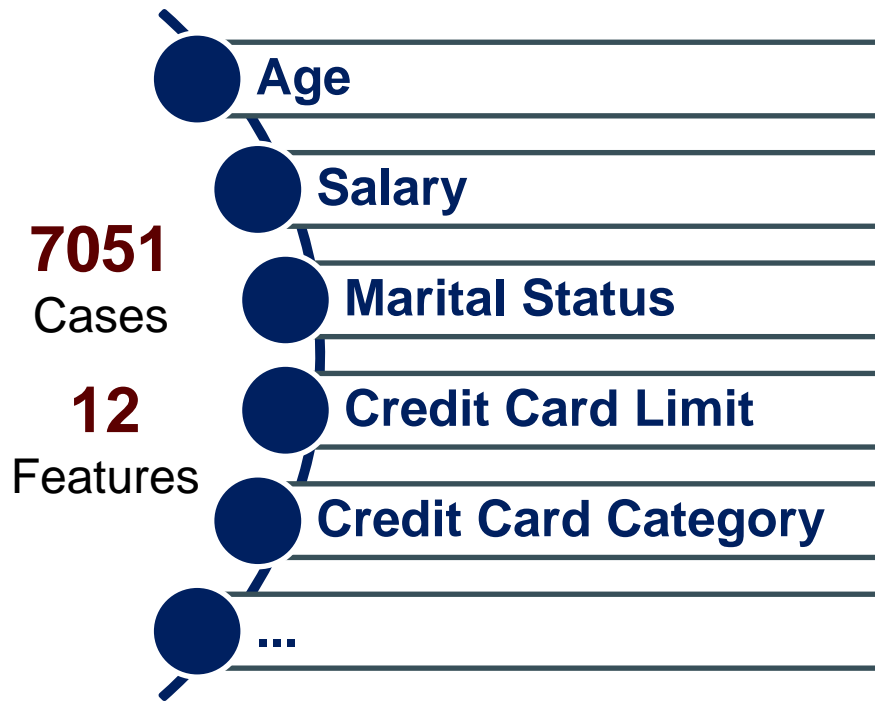 7051
Cases
12
Features
Age
Salary
Marital Status
Credit Card Limit
Credit Card Category
...